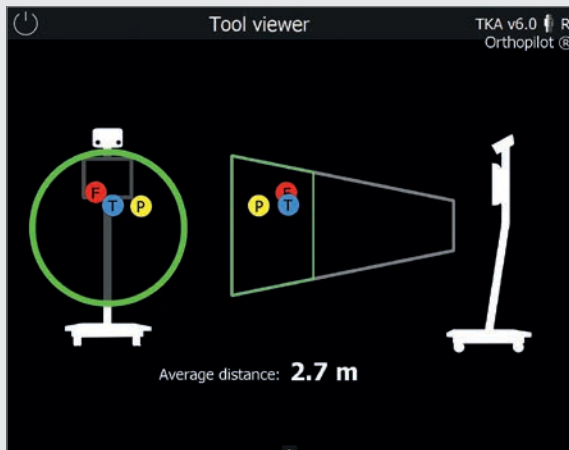 Tool viewer
TKA v6.0 R
Orthopilot ®
F
T
P
F
P
T
Average distance: 2.7 m